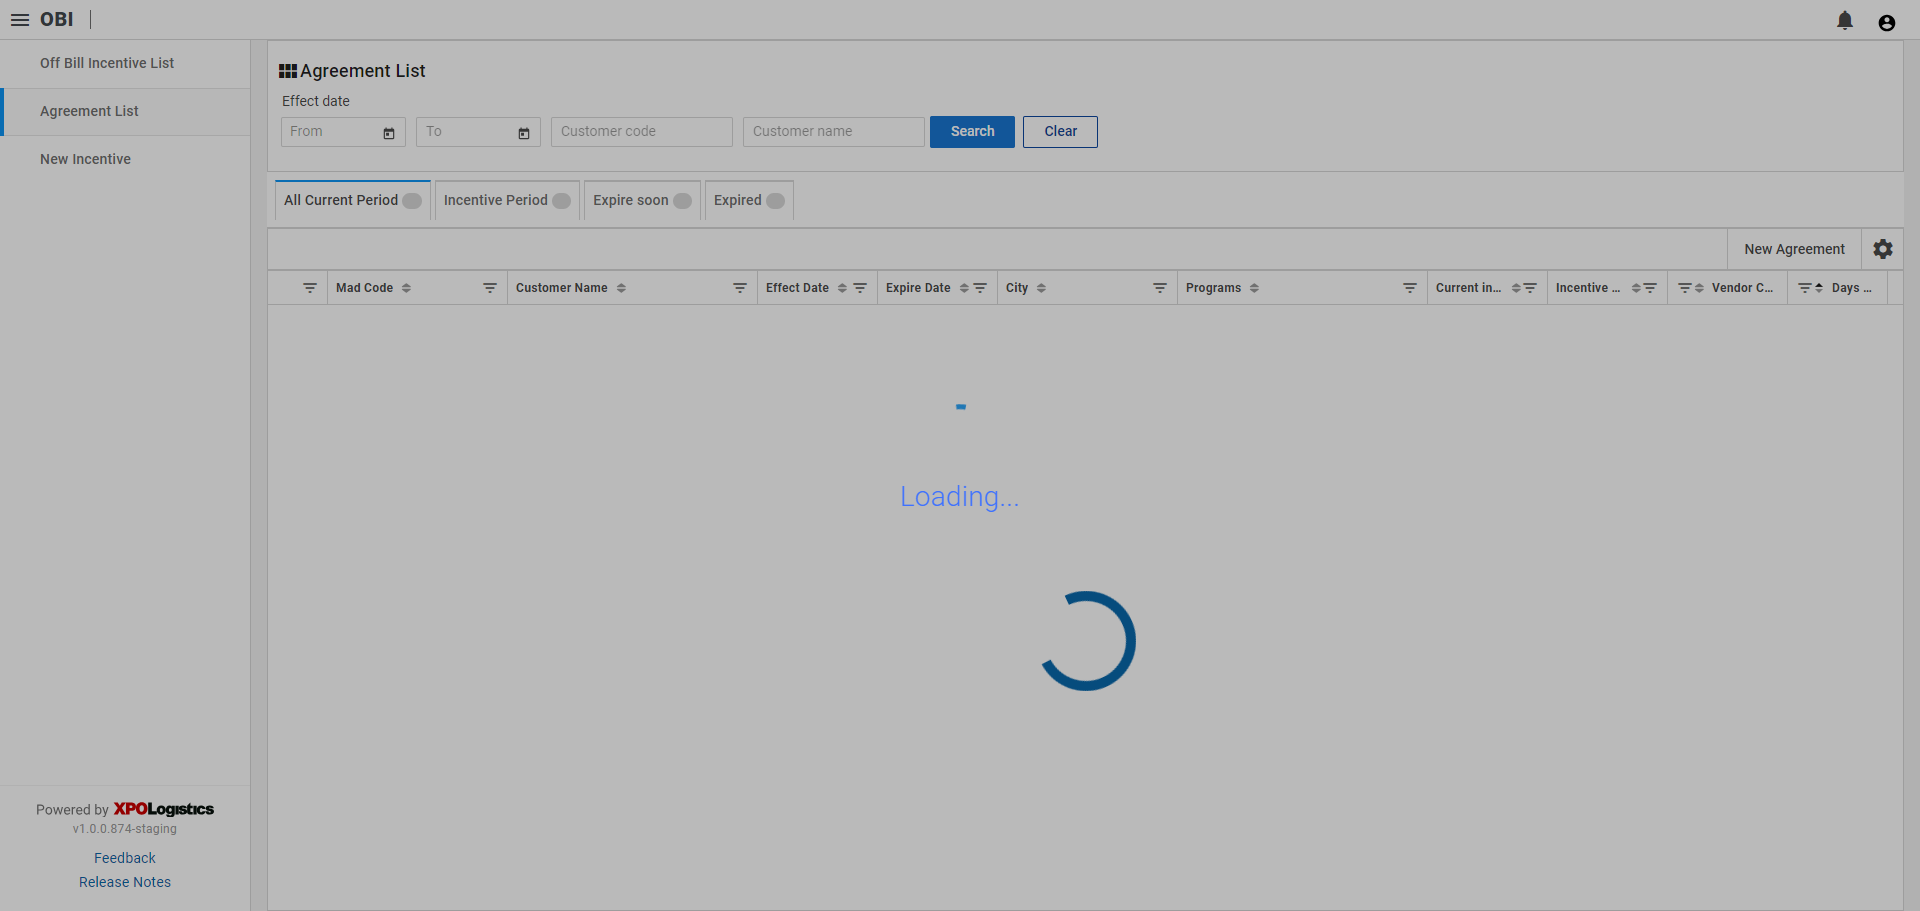 OBI
Off Bill Incentive List
Agreement List
New Incentive
Agreement List
Effect date
From
To
Customer code
Customer name
Search
Clear
All Current Period
Incentive Period
Expire soon
Expired
New Agreement
Mad Code
Customer Name
Effect Date
Expire Date
City
Programs
Current in...
Incentive ...
Vendor C...
Days ...
Loading...
Powered by XPOLogistics
v1.0.0.874-staging
Feedback
Release Notes